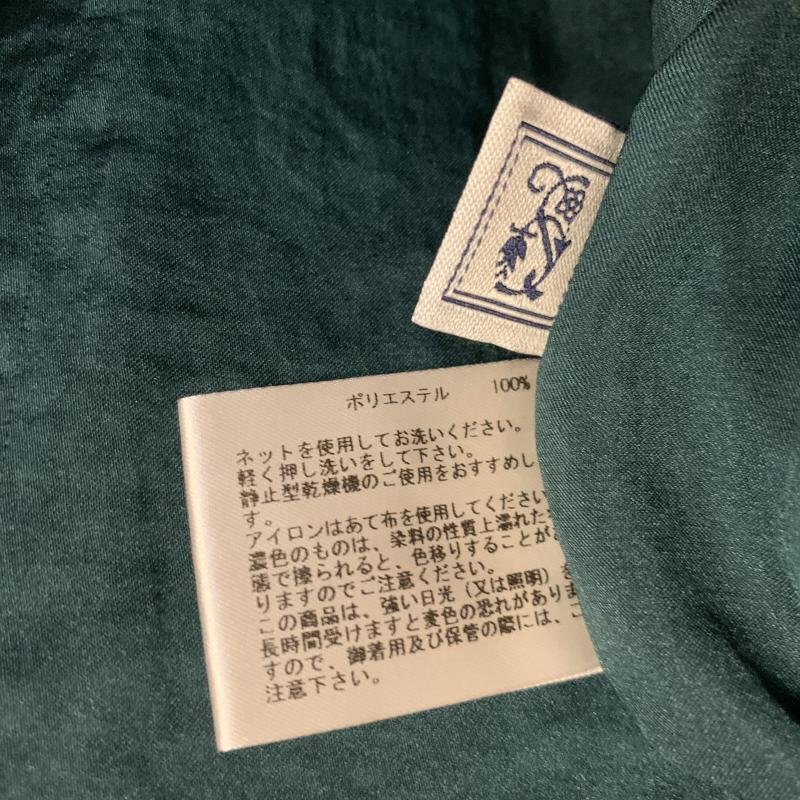 ポリエステル 100%
ネットを使用してお洗いください。
軽く押し洗いをして下さい。
静止型乾燥機のご使用をおすすめし
す。
アイロンはあて布を使用してください
濃色のものは、染料の性質上濡れた
態で擦られると、色移りすることが
りますのでご注意ください。
この商品は、強い日光（又は照明）を
長時間受けますと変色の恐れがありま
すので、御着用及び保管の際には、ご
注意下さい。